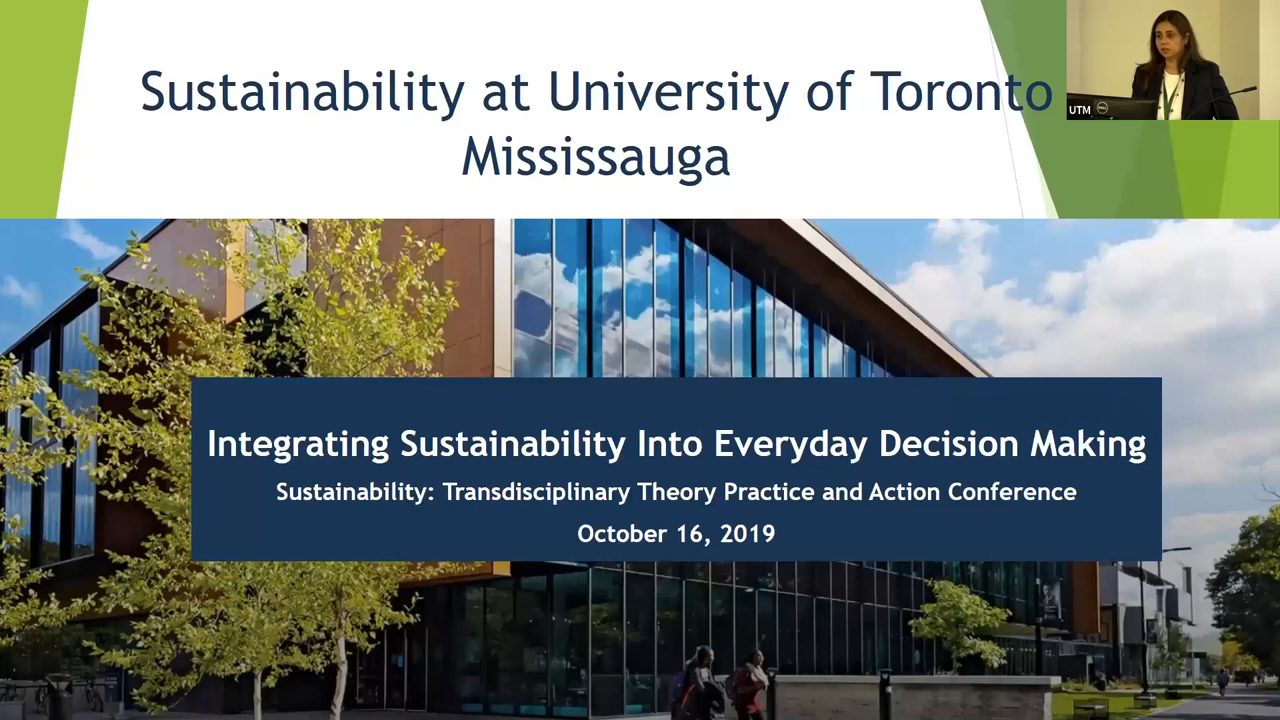 Sustainability at University of Toronto
Mississauga
UTM
Integrating Sustainability Into Everyday Decision Making
Sustainability: Transdisciplinary Theory Practice and Action Conference
October 16, 2019